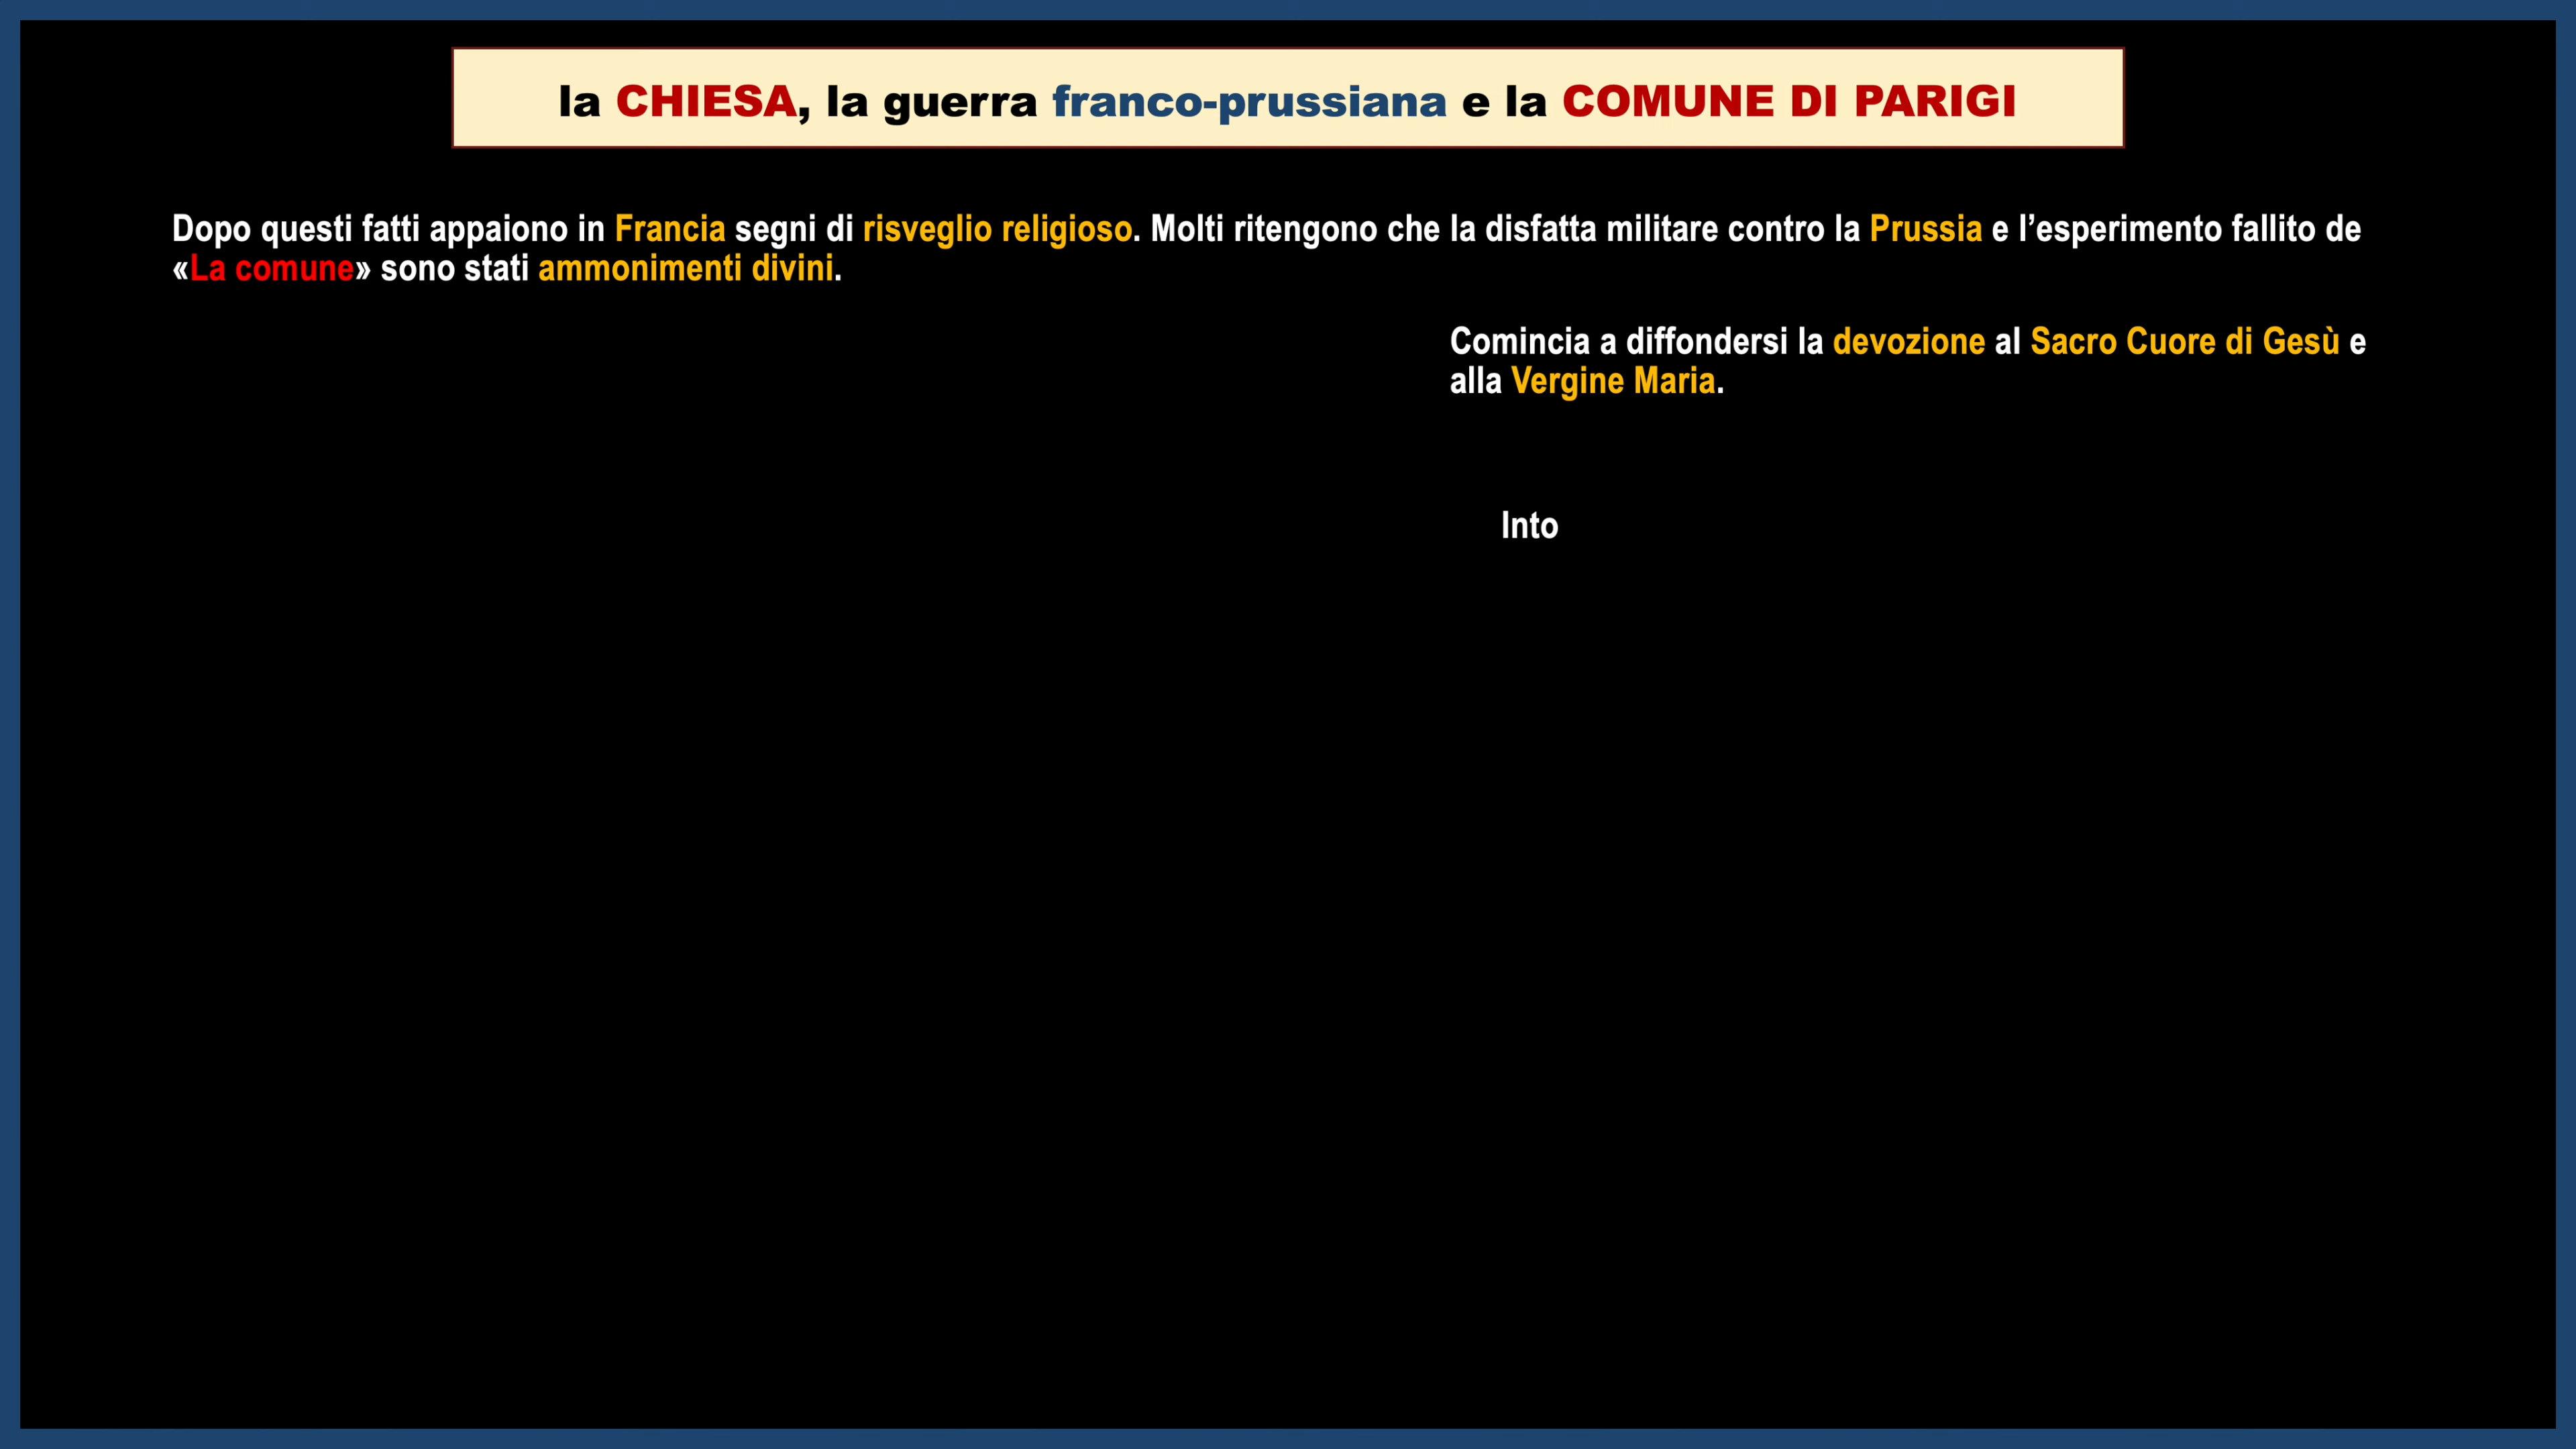 la CHIESA, la guerra franco-prussiana e la COMUNE DI PARIGI
Dopo questi fatti appaiono in Francia segni di risveglio religioso. Molti ritengono che la disfatta militare contro la Prussia e l’esperimento fallito de
«La comune» sono stati ammonimenti divini.
Comincia a diffondersi la devozione al Sacro Cuore di Gesù e
alla Vergine Maria.
Into